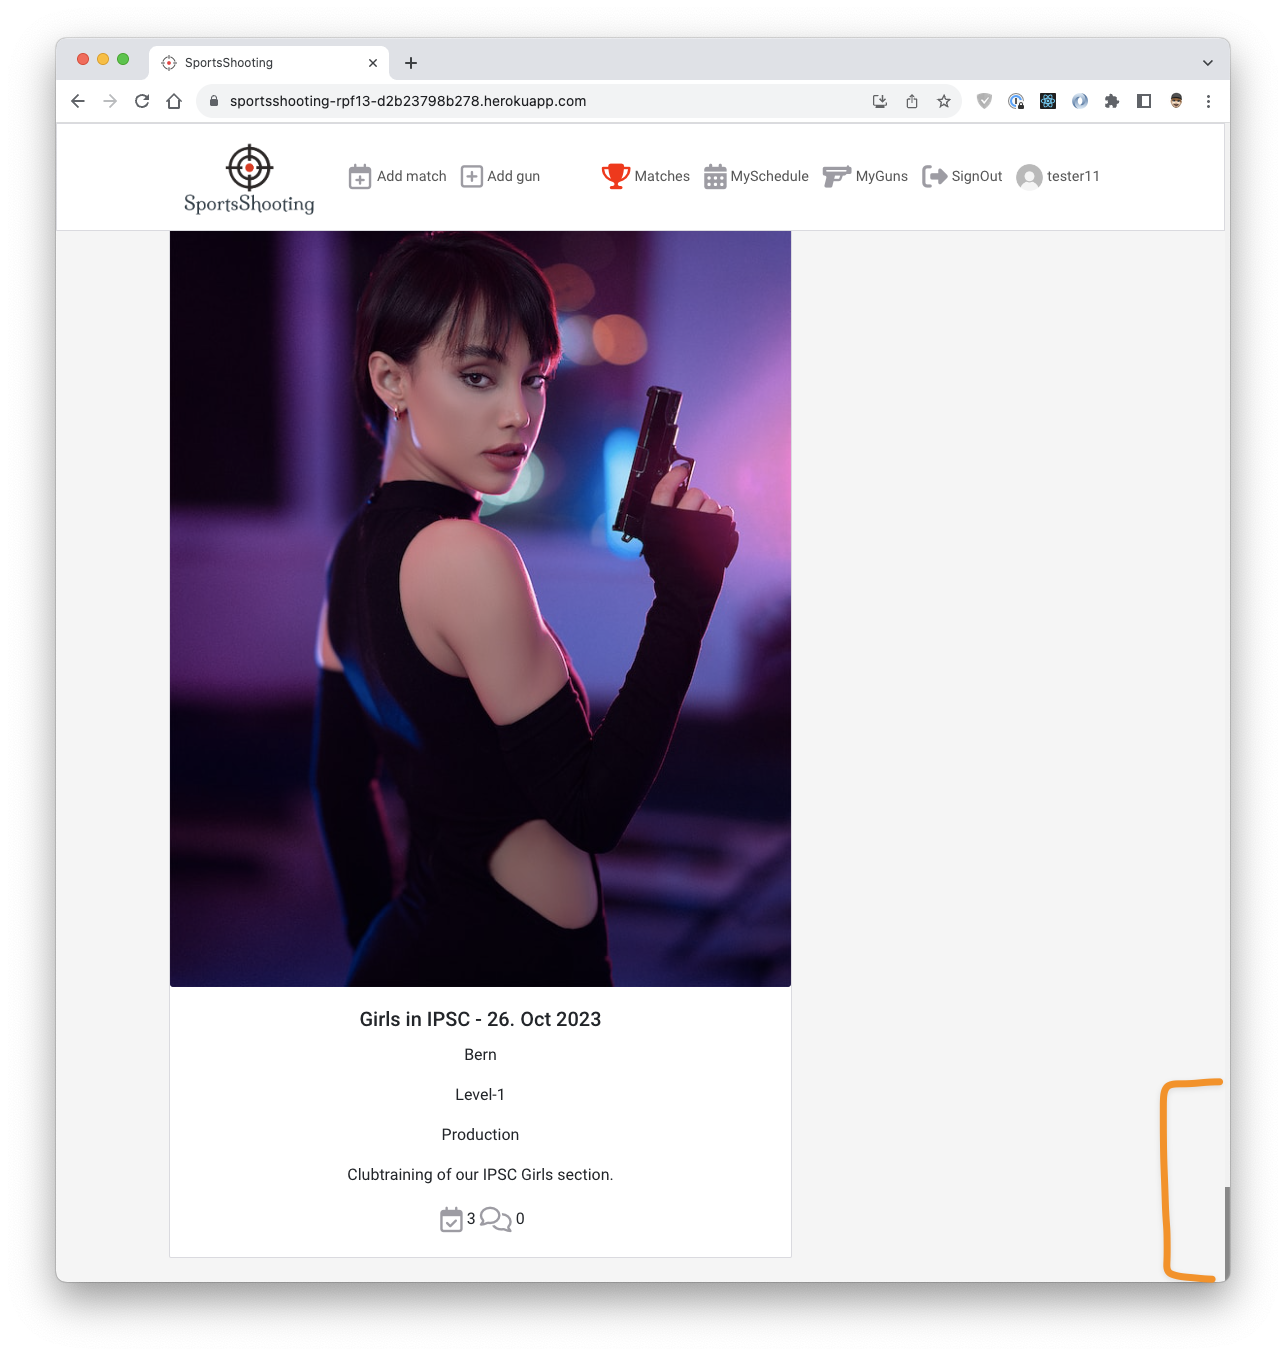 SportsShooting
sportsshooting-rpf13-d2b23798b278.herokuapp.com
SportsShooting
Add match
Add gun
Matches
MySchedule
MyGuns
SignOut
tester11
Girls in IPSC - 26. Oct 2023
Bern
Level-1
Production
Clubtraining of our IPSC Girls section.
3 0